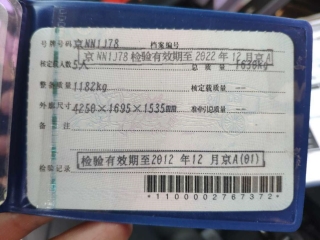 号牌号码 京NN1J78 档案编号
京NN1J78检验有效期至2022年12月京A
核定载人数 5人 总质量 1630kg
整备质量 1182kg 核定载质量 --
外廓尺寸 4250×1695×1535mm 准牵引总质量 --
备注
检验有效期至2012年12月京A(01)
检验记录
*1100002767372*